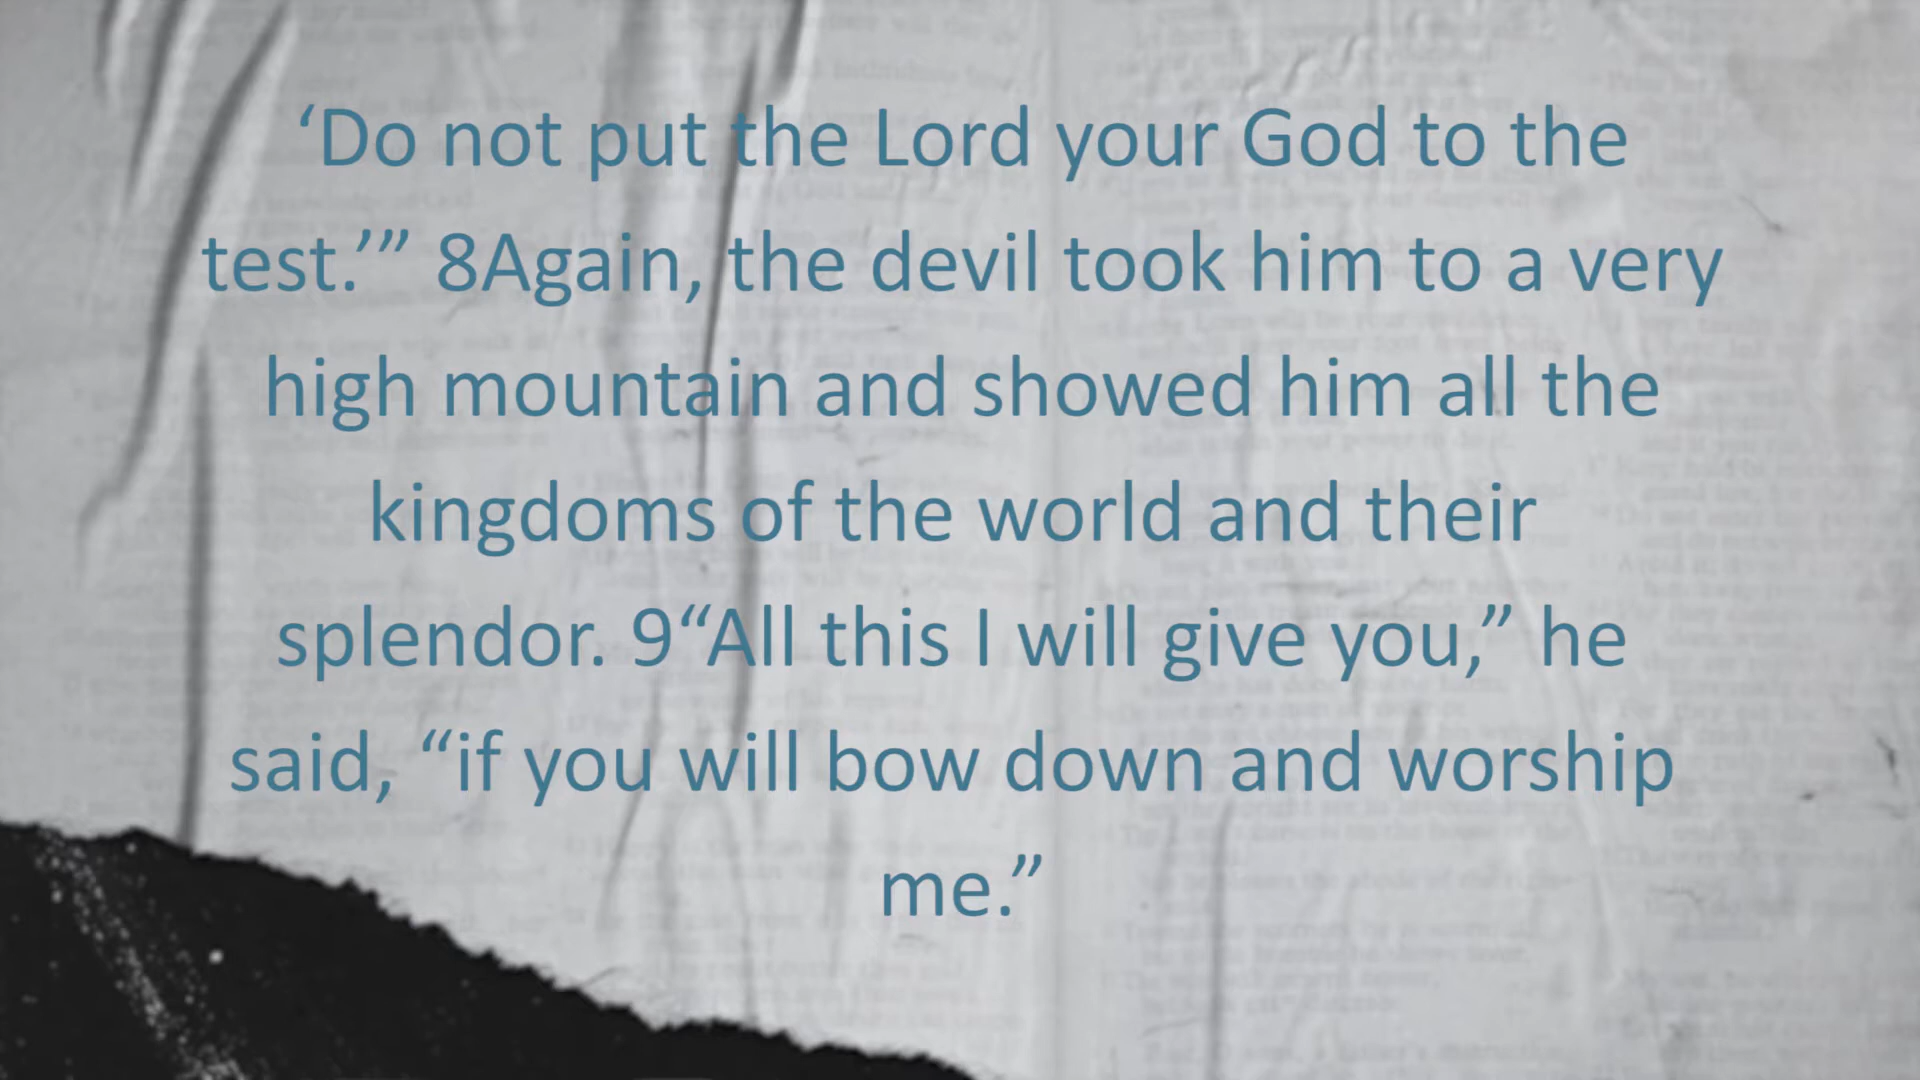 ‘Do not put the Lord your God to the
test.’” 8Again, the devil took him to a very
high mountain and showed him all the
kingdoms of the world and their
splendor. 9“All this I will give you,” he
said, “if you will bow down and worship
me.”